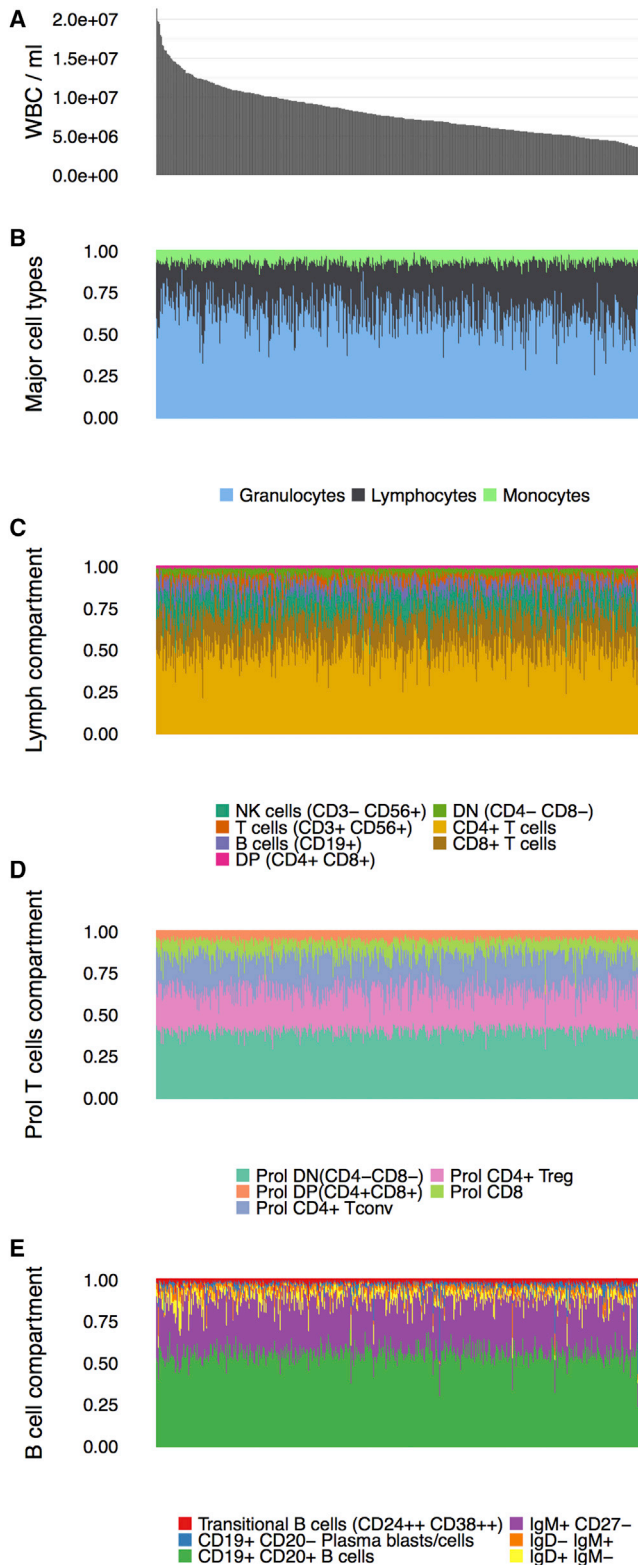 A
WBC / ml
2.0e+07
1.5e+07
1.0e+07
5.0e+06
0.0e+00
B
Major cell types
1.00
0.75
0.50
0.25
0.00
Granulocytes Lymphocytes Monocytes
C
Lymph compartment
1.00
0.75
0.50
0.25
0.00
NK cells (CD3− CD56+) DN (CD4− CD8−)
T cells (CD3+ CD56+) CD4+ T cells
B cells (CD19+) CD8+ T cells
DP (CD4+ CD8+)
D
Prol T cells compartment
1.00
0.75
0.50
0.25
0.00
Prol DN(CD4−CD8−) Prol CD4+ Treg
Prol DP(CD4+CD8+) Prol CD8
Prol CD4+ Tconv
E
B cell compartment
1.00
0.75
0.50
0.25
0.00
Transitional B cells (CD24++ CD38++) IgM+ CD27−
CD19+ CD20− Plasma blasts/cells IgD− IgM+
CD19+ CD20+ B cells IgD+ IgM−